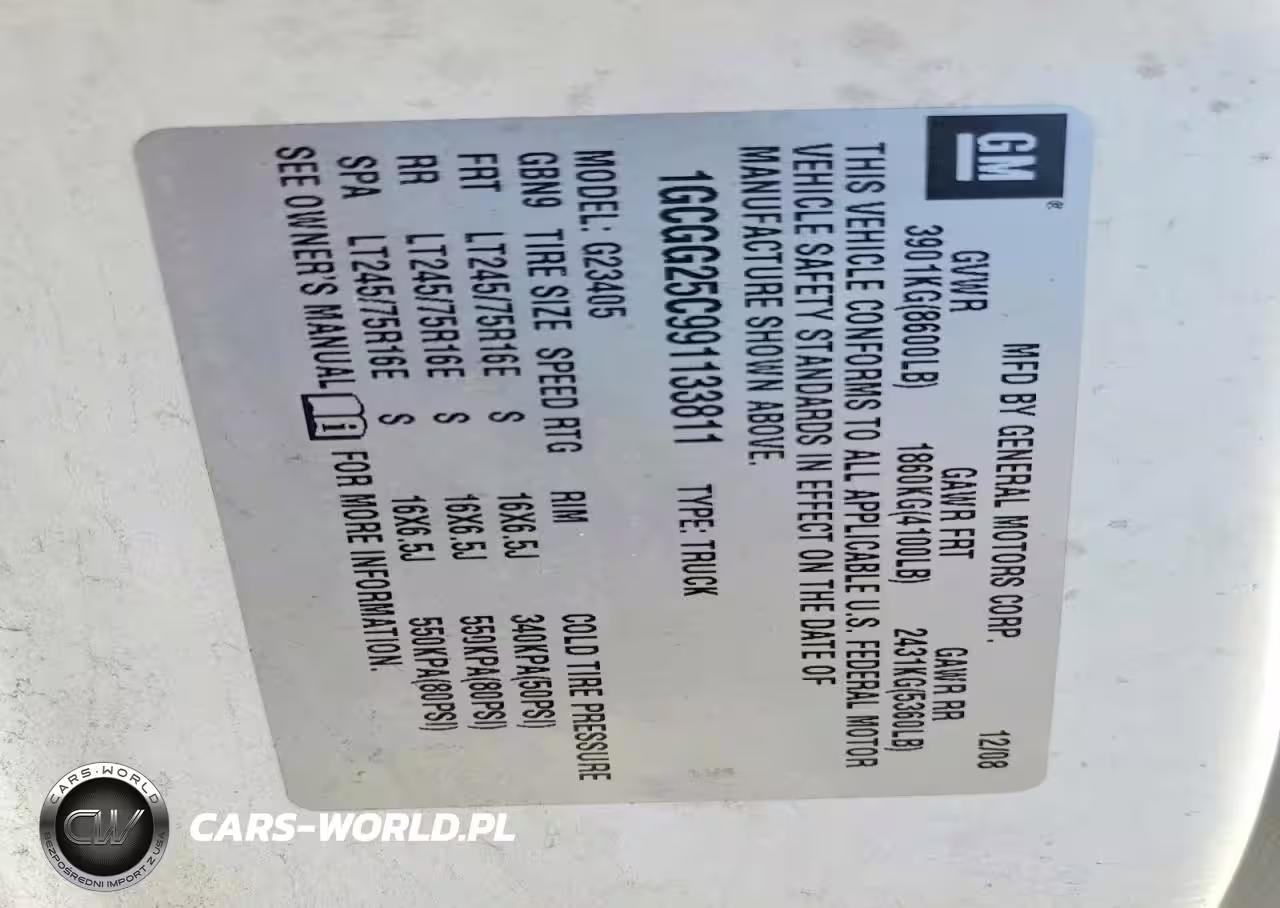 GM®
MFD BY GENERAL MOTORS CORP. 12/08
GVWR GAWR FRT GAWR RR
3901KG(8600LB) 1860KG(4100LB) 2431KG(5360LB)
THIS VEHICLE CONFORMS TO ALL APPLICABLE U.S. FEDERAL MOTOR
VEHICLE SAFETY STANDARDS IN EFFECT ON THE DATE OF
MANUFACTURE SHOWN ABOVE.
1GCGG25C991133811 TYPE: TRUCK
MODEL: G23405
GBN9 TIRE SIZE SPEED RTG RIM COLD TIRE PRESSURE
FRT LT245/75R16E S 16X6.5J 340KPA(50PSI)
RR LT245/75R16E S 16X6.5J 550KPA(80PSI)
SPA LT245/75R16E S 16X6.5J 550KPA(80PSI)
SEE OWNER'S MANUAL i FOR MORE INFORMATION.
CARS-WORLD
CW
BEZPOŚREDNI IMPORT Z USA
CARS-WORLD.PL